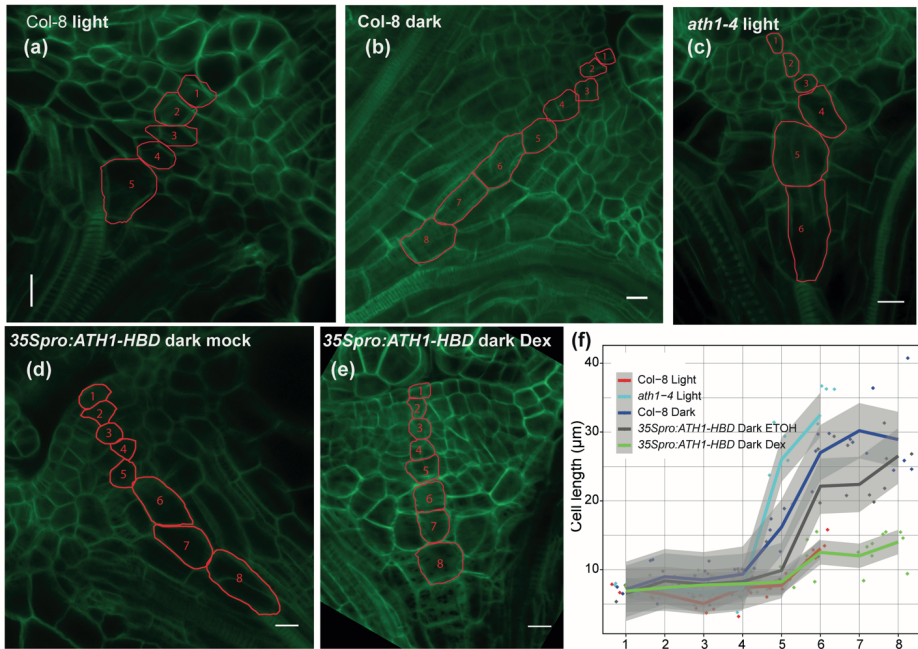 Col-8 light
(a)
1
2
3
4
5
Col-8 dark
(b)
1
2
3
4
5
6
7
8
ath1-4 light
(c)
1
2
3
4
5
6
35Spro:ATH1-HBD dark mock
(d)
1
2
3
4
5
6
7
8
35Spro:ATH1-HBD dark Dex
(e)
1
2
3
4
5
6
7
8
(f)
Cell length (µm)
40
30
20
10
Col−8 Light
ath1−4 Light
Col−8 Dark
35Spro:ATH1-HBD Dark ETOH
35Spro:ATH1-HBD Dark Dex
1 2 3 4 5 6 7 8